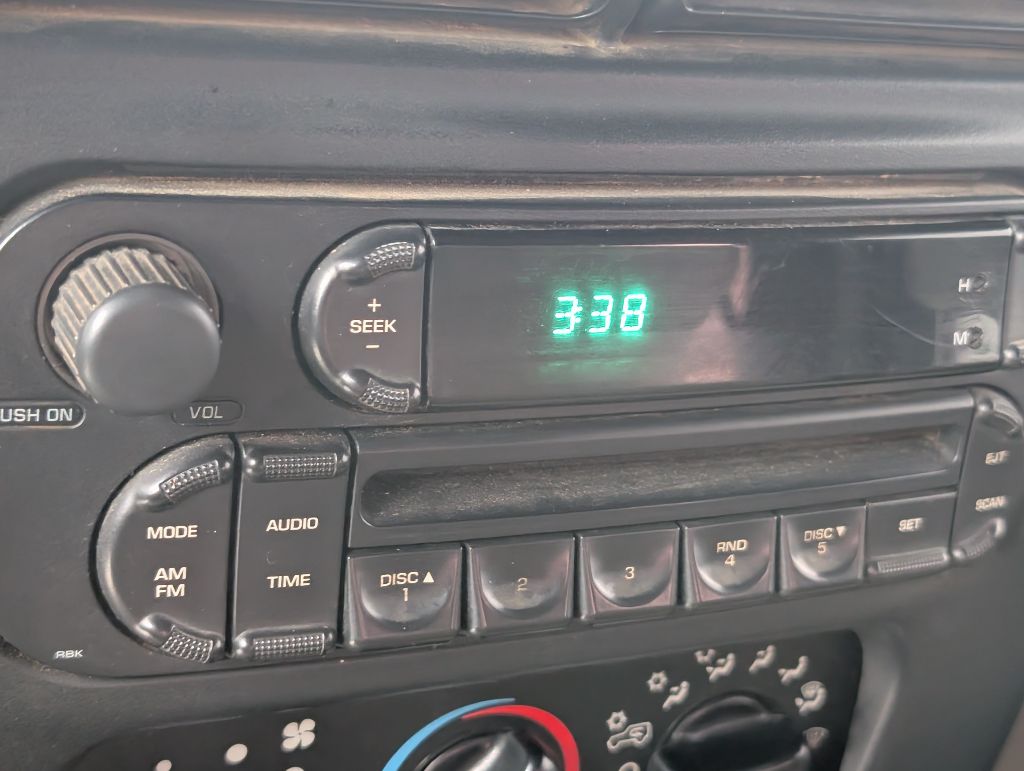 +
SEEK
−
3:38
H
M
USH ON
VOL
MODE
AM
FM
AUDIO
TIME
DISC ▲
1
2
3
RND
4
DISC ▼
5
SET
EJT
SCAN
RBK